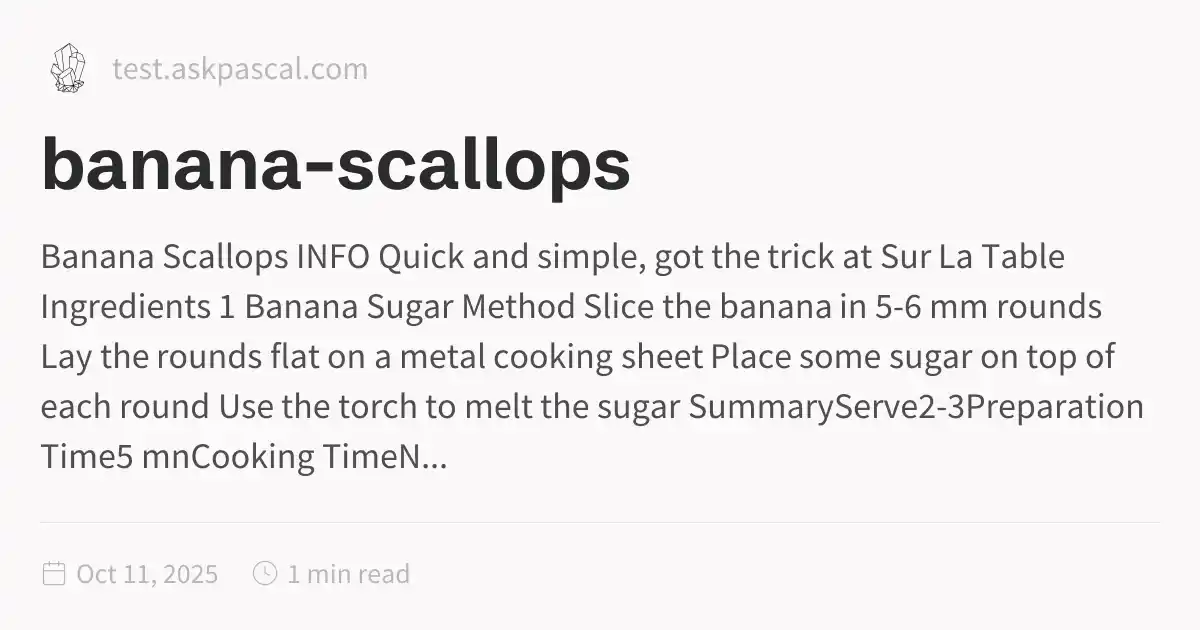 test.askpascal.com
banana-scallops
Banana Scallops INFO Quick and simple, got the trick at Sur La Table
Ingredients 1 Banana Sugar Method Slice the banana in 5-6 mm rounds
Lay the rounds flat on a metal cooking sheet Place some sugar on top of
each round Use the torch to melt the sugar SummaryServe2-3Preparation
Time5 mnCooking TimeN...
Oct 11, 2025 1 min read